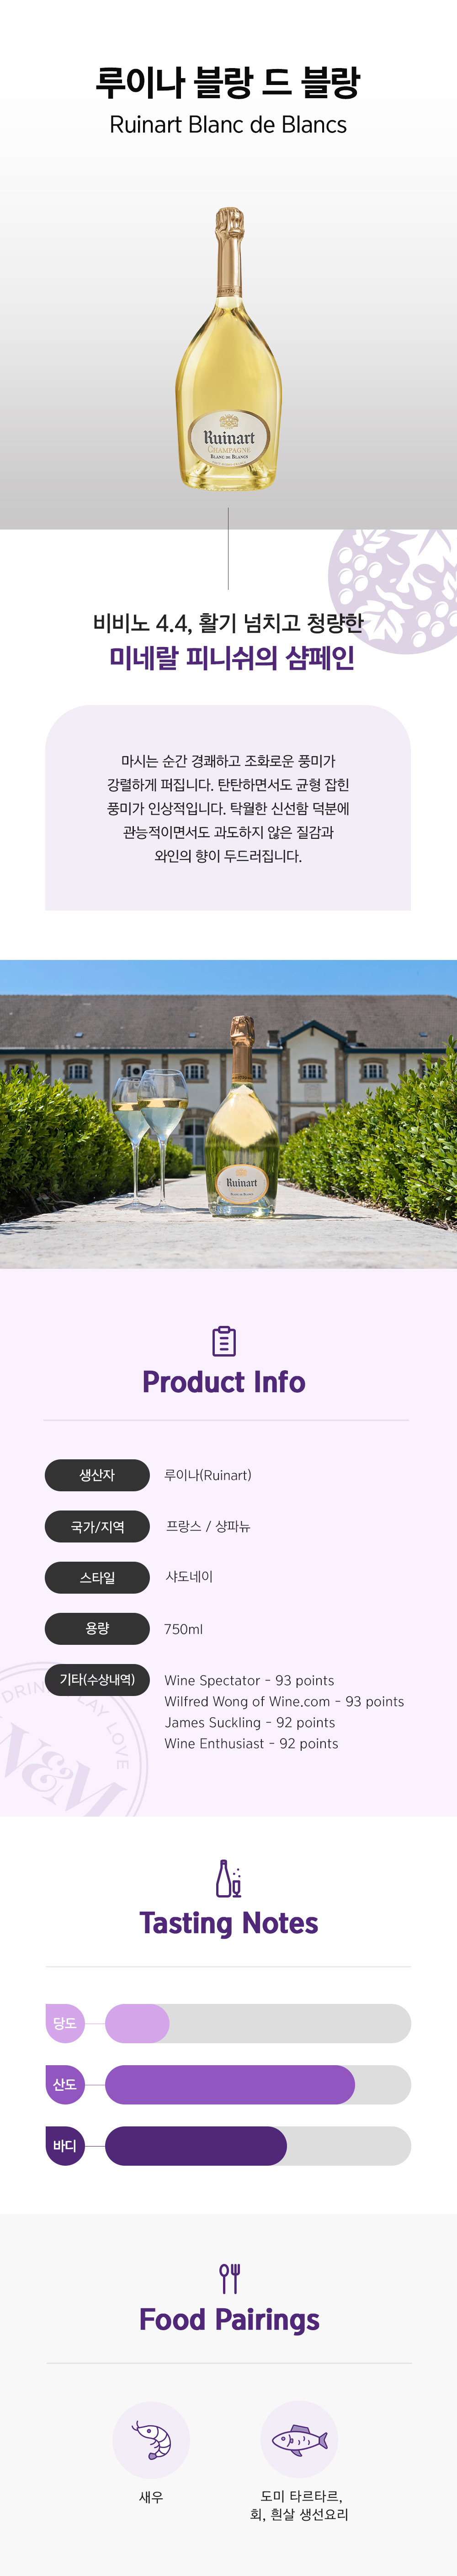 루이나 블랑 드 블랑
Ruinart Blanc de Blancs
Ruinart
CHAMPAGNE
BLANC DE BLANCS
비비노 4.4, 활기 넘치고 청량한
미네랄 피니쉬의 샴페인
마시는 순간 경쾌하고 조화로운 풍미가
강렬하게 퍼집니다. 탄탄하면서도 균형 잡힌
풍미가 인상적입니다. 탁월한 신선함 덕분에
관능적이면서도 과도하지 않은 질감과
와인의 향이 두드러집니다.
Ruinart
BLANC DE BLANCS
Product Info
생산자 루이나(Ruinart)
국가/지역 프랑스 / 샹파뉴
스타일 샤도네이
용량 750ml
기타(수상내역) Wine Spectator - 93 points
Wilfred Wong of Wine.com - 93 points
James Suckling - 92 points
Wine Enthusiast - 92 points
LOVE
W&M
Tasting Notes
당도
산도
바디
Food Pairings
새우
도미 타르타르,
회, 흰살 생선요리